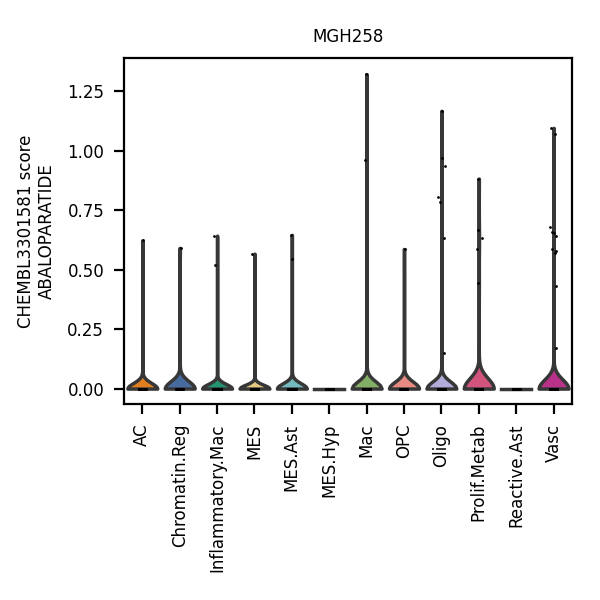 MGH258
CHEMBL3301581 score
ABALOPARATIDE
1.25
1.00
0.75
0.50
0.25
0.00
AC
Chromatin.Reg
Inflammatory.Mac
MES
MES.Ast
MES.Hyp
Mac
OPC
Oligo
Prolif.Metab
Reactive.Ast
Vasc